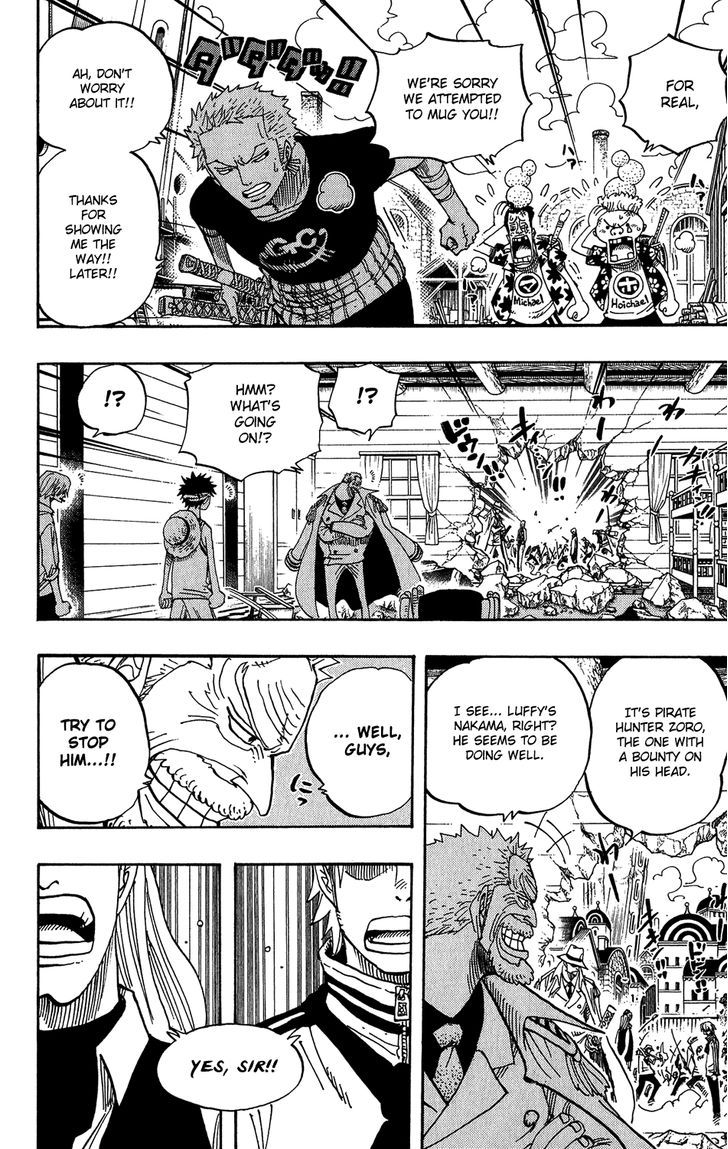 FOR
REAL,
WE'RE SORRY
WE ATTEMPTED
TO MUG YOU!!
AH, DON'T
WORRY
ABOUT IT!!
THANKS
FOR
SHOWING
ME THE
WAY!!
LATER!!
Michael
Hoichael
!?
HMM?
WHAT'S
GOING
ON!?
!?
IT'S PIRATE
HUNTER ZORO,
THE ONE WITH
A BOUNTY ON
HIS HEAD.
I SEE... LUFFY'S
NAKAMA, RIGHT?
HE SEEMS TO BE
DOING WELL.
... WELL,
GUYS,
TRY TO
STOP
HIM...!!
YES, SIR!!